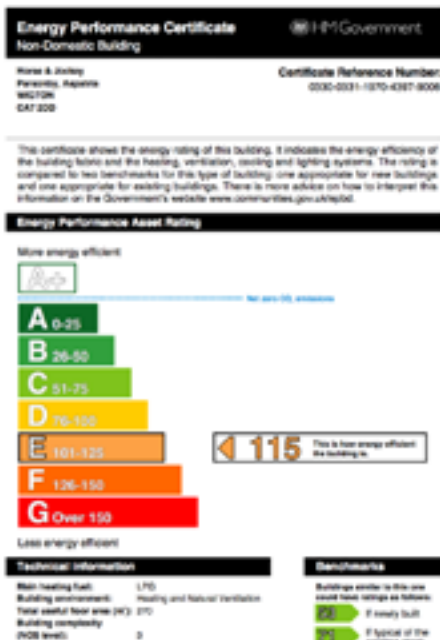 Energy Performance Certificate
HM Government
Non-Domestic Building
Horse & Jockey
WIGTON
Certificate Reference Number:
This certificate shows the energy rating of this building. It indicates the energy efficiency of
the building fabric and the heating, ventilation, cooling and lighting systems. The rating is
compared to two benchmarks for this type of building: one appropriate for new buildings
and one appropriate for existing buildings. There is more advice on how to interpret this
information on the Government's website www.communities.gov.uk/epbd.
Energy Performance Asset Rating
More energy efficient
A+
Net zero CO₂ emissions
A 0-25
B 26-50
C 51-75
D 76-100
E 101-125
115
This is how energy efficient
the building is.
F 126-150
G Over 150
Less energy efficient
Technical Information
Main heating fuel: LPG
Building environment: Heating and Natural Ventilation
Total useful floor area (m²): 270
Building complexity
(NOS level): 3
Benchmarks
Buildings similar to this one
could have ratings as follows:
If newly built
If typical of the